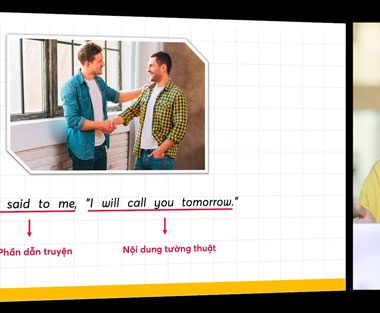 said to me, "I will call you tomorrow."
Phần dẫn truyện
Nội dung tường thuật